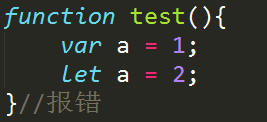 function test(){
    var a = 1;
    let a = 2;
}//报错